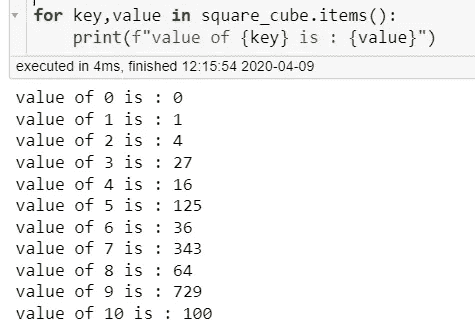 for key,value in square_cube.items():
    print(f"value of {key} is : {value}")
executed in 4ms, finished 12:15:54 2020-04-09
value of 0 is : 0
value of 1 is : 1
value of 2 is : 4
value of 3 is : 27
value of 4 is : 16
value of 5 is : 125
value of 6 is : 36
value of 7 is : 343
value of 8 is : 64
value of 9 is : 729
value of 10 is : 100